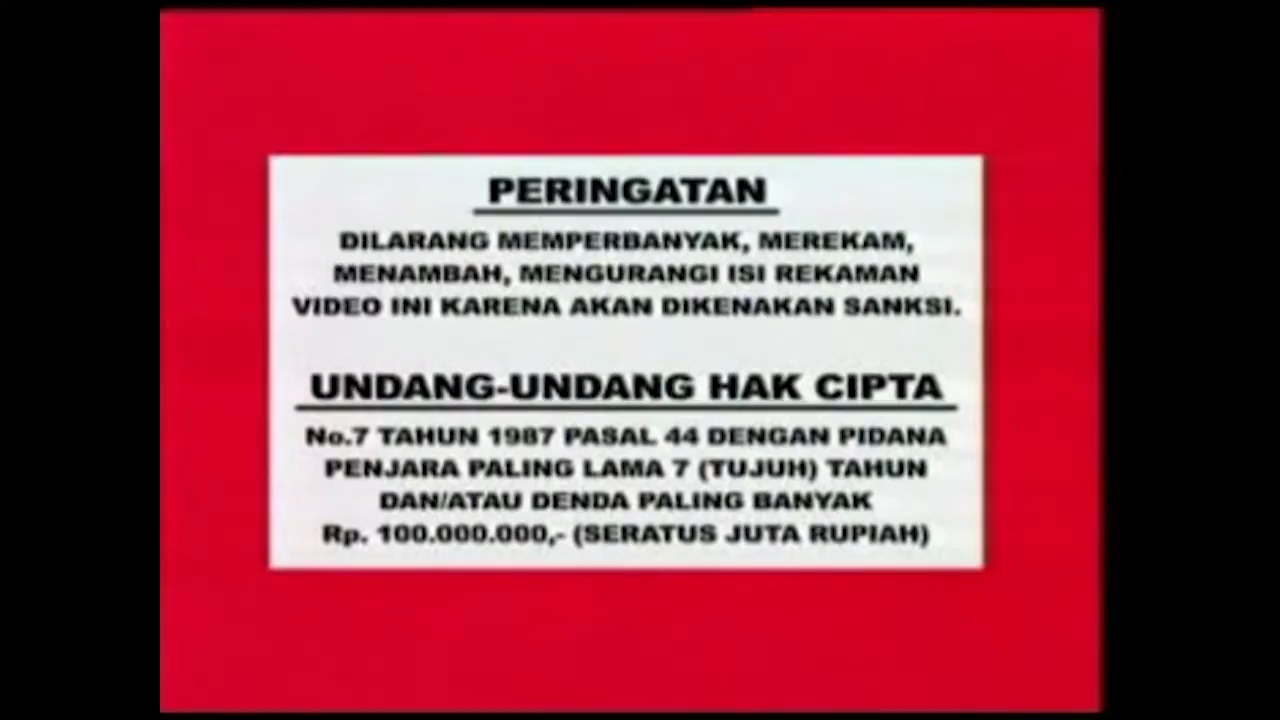 PERINGATAN
DILARANG MEMPERBANYAK, MEREKAM,
MENAMBAH, MENGURANGI ISI REKAMAN
VIDEO INI KARENA AKAN DIKENAKAN SANKSI.
UNDANG-UNDANG HAK CIPTA
No.7 TAHUN 1987 PASAL 44 DENGAN PIDANA
PENJARA PALING LAMA 7 (TUJUH) TAHUN
DAN/ATAU DENDA PALING BANYAK
Rp. 100.000.000,- (SERATUS JUTA RUPIAH)